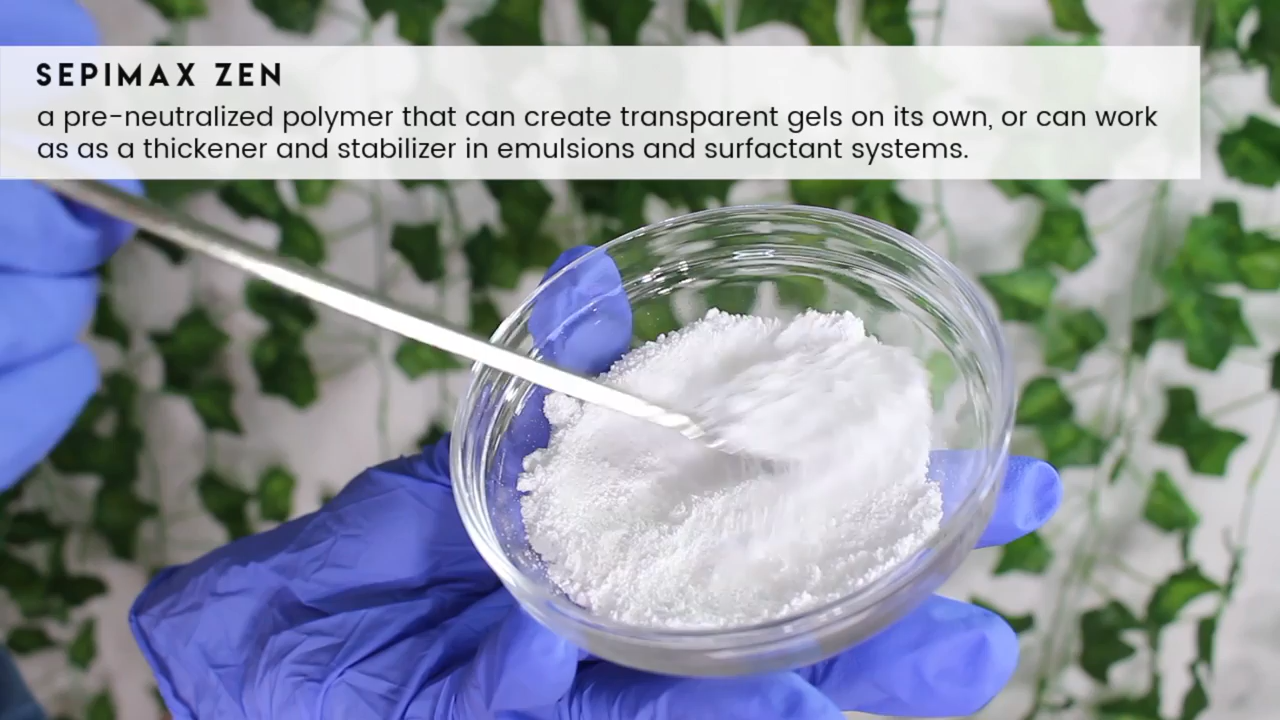 SEPIMAX ZEN
a pre-neutralized polymer that can create transparent gels on its own, or can work
as as a thickener and stabilizer in emulsions and surfactant systems.